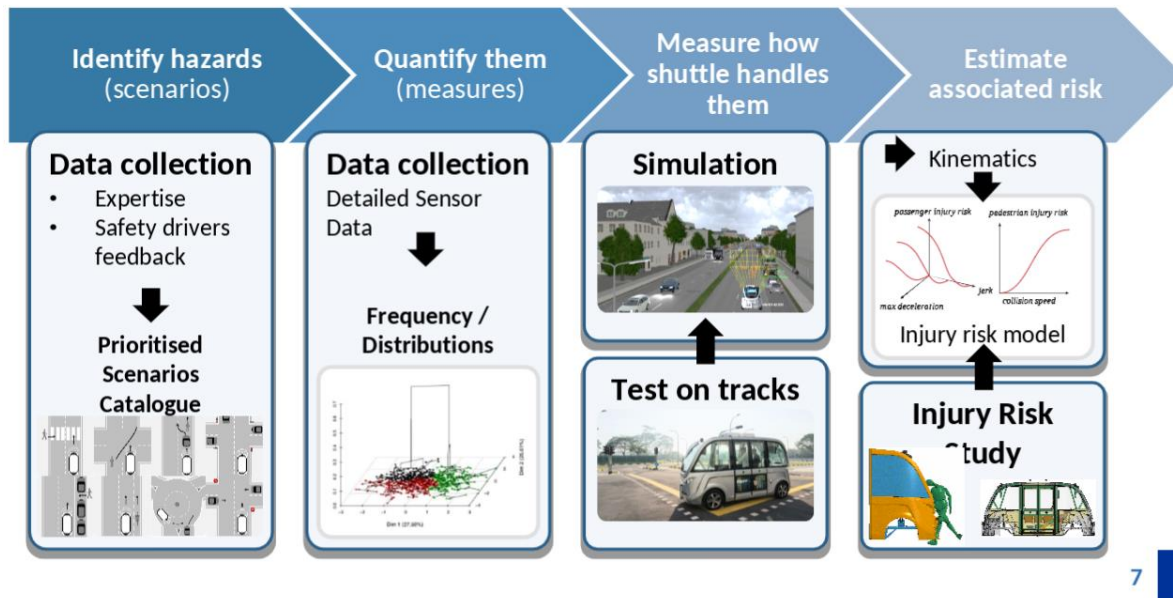 Identify hazards
(scenarios)
Quantify them
(measures)
Measure how
shuttle handles
them
Estimate
associated risk
Data collection
• Expertise
• Safety drivers
feedback
Prioritised
Scenarios
Catalogue
Data collection
Detailed Sensor
Data
Frequency /
Distributions
Simulation
Test on tracks
Kinematics
passenger injury risk
pedestrian injury risk
jerk
max deceleration
collision speed
Injury risk model
Injury Risk
7